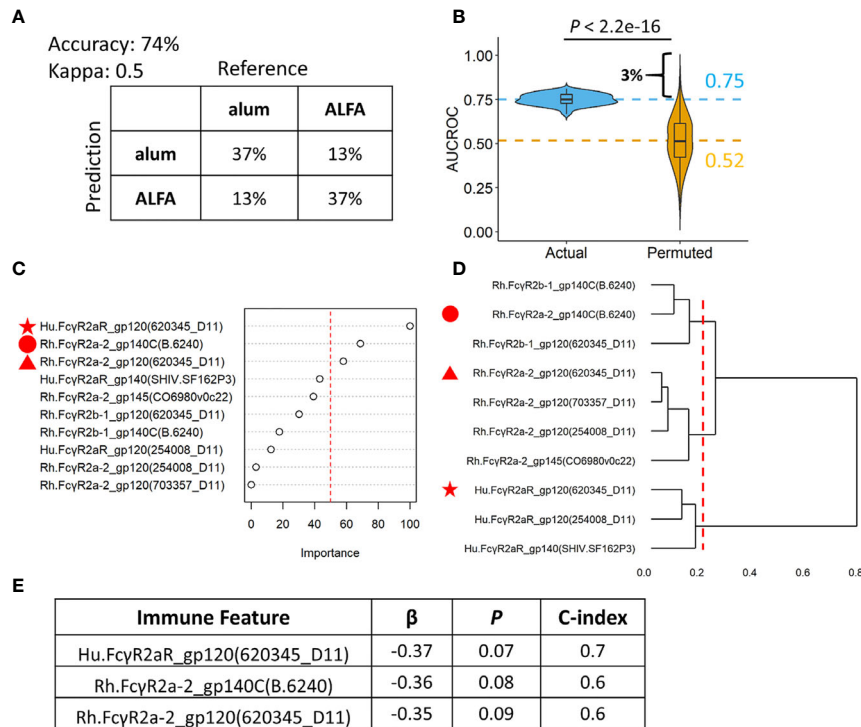 A
Accuracy: 74%
Kappa: 0.5
Reference
Prediction
alum ALFA
alum 37% 13%
ALFA 13% 37%
B
P < 2.2e-16
AUCROC
1.00
0.75
0.50
0.25
0.00
3%
0.75
0.52
Actual Permuted
C
Hu.FcγR2aR_gp120(620345_D11)
Rh.FcγR2a-2_gp140C(B.6240)
Rh.FcγR2a-2_gp120(620345_D11)
Hu.FcγR2aR_gp140(SHIV.SF162P3)
Rh.FcγR2a-2_gp145(CO6980v0c22)
Rh.FcγR2b-1_gp120(620345_D11)
Rh.FcγR2b-1_gp140C(B.6240)
Hu.FcγR2aR_gp120(254008_D11)
Rh.FcγR2a-2_gp120(254008_D11)
Rh.FcγR2a-2_gp120(703357_D11)
0 20 40 60 80 100
Importance
D
Rh.FcγR2b-1_gp140C(B.6240)
Rh.FcγR2a-2_gp140C(B.6240)
Rh.FcγR2b-1_gp120(620345_D11)
Rh.FcγR2a-2_gp120(620345_D11)
Rh.FcγR2a-2_gp120(703357_D11)
Rh.FcγR2a-2_gp120(254008_D11)
Rh.FcγR2a-2_gp145(CO6980v0c22)
Hu.FcγR2aR_gp120(620345_D11)
Hu.FcγR2aR_gp120(254008_D11)
Hu.FcγR2aR_gp140(SHIV.SF162P3)
0.0 0.2 0.4 0.6 0.8
E
Immune Feature β P C-index
Hu.FcγR2aR_gp120(620345_D11) -0.37 0.07 0.7
Rh.FcγR2a-2_gp140C(B.6240) -0.36 0.08 0.6
Rh.FcγR2a-2_gp120(620345_D11) -0.35 0.09 0.6